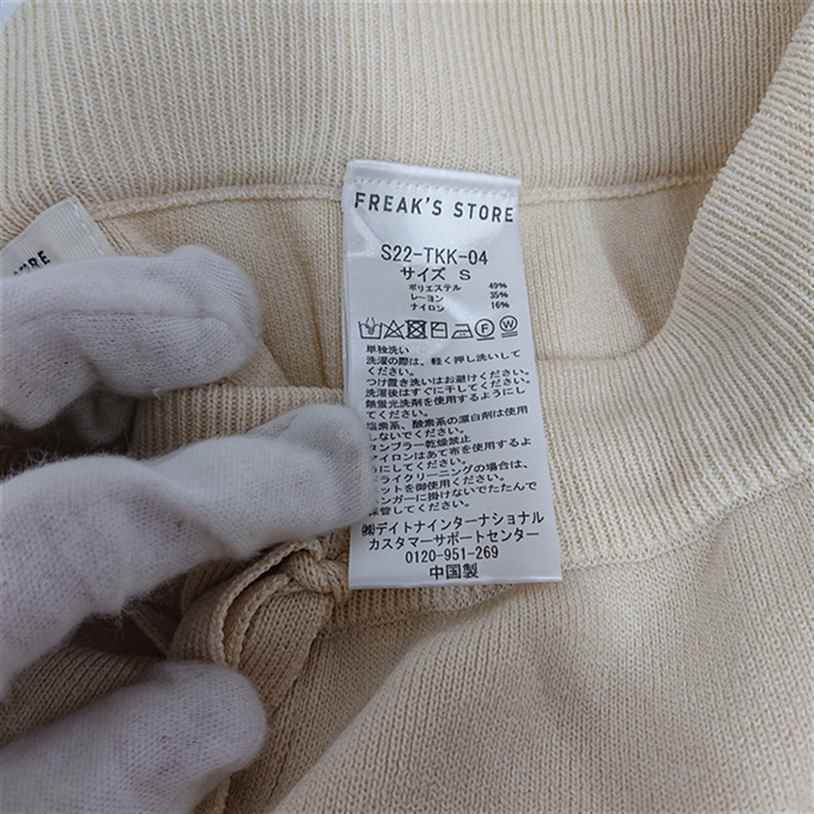 FREAK'S STORE
S22-TKK-04
サイズ S
ポリエステル 49%
レーヨン 35%
ナイロン 16%
単独洗い
洗濯の際は、軽く押し洗いして
ください。
つけ置き洗いはお避けください。
洗濯後はすぐに干してください。
無蛍光洗剤を使用するようにし
てください。
塩素系、酸素系の漂白剤は使用
しないでください。
タンブラー乾燥禁止
アイロンはあて布を使用するよ
うにしてください。
ドライクリーニングの場合は、
ネットを御使用ください。
ハンガーに掛けないでたたんで
保管してください。
㈱デイトナインターナショナル
カスタマーサポートセンター
0120-951-269
中国製